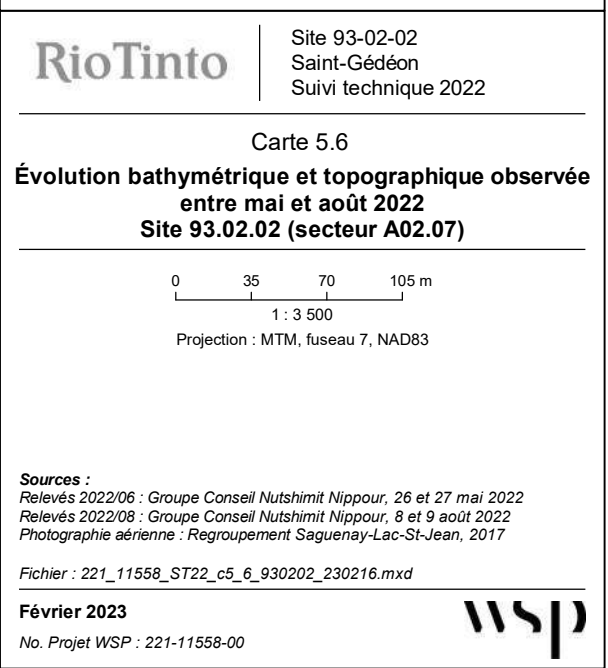 RioTinto
Site 93-02-02
Saint-Gédéon
Suivi technique 2022
Carte 5.6
Évolution bathymétrique et topographique observée
entre mai et août 2022
Site 93.02.02 (secteur A02.07)
0 35 70 105 m
1 : 3 500
Projection : MTM, fuseau 7, NAD83
Sources :
Relevés 2022/06 : Groupe Conseil Nutshimit Nippour, 26 et 27 mai 2022
Relevés 2022/08 : Groupe Conseil Nutshimit Nippour, 8 et 9 août 2022
Photographie aérienne : Regroupement Saguenay-Lac-St-Jean, 2017
Fichier : 221_11558_ST22_c5_6_930202_230216.mxd
Février 2023
No. Projet WSP : 221-11558-00
wsp